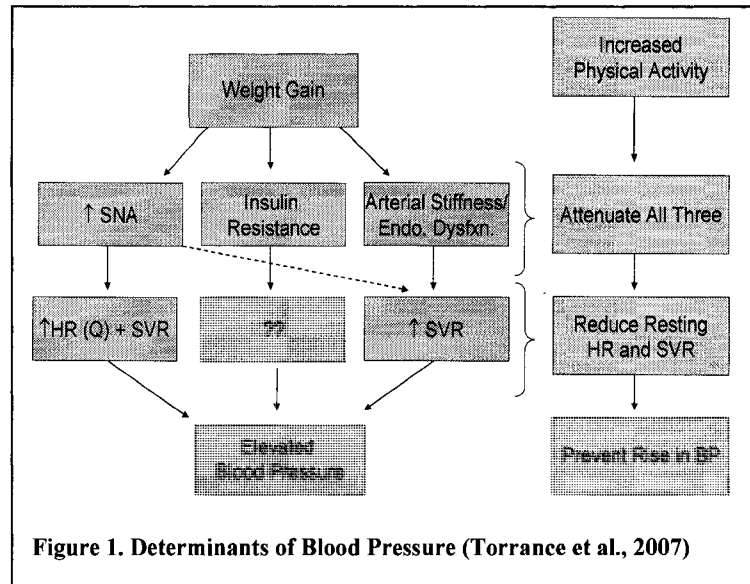 Weight Gain
Increased
Physical Activity
↑ SNA
Insulin
Resistance
Arterial Stiffness/
Endo. Dysfxn.
Attenuate All Three
↑HR (Q) + SVR
??
↑ SVR
Reduce Resting
HR and SVR
Elevated
Blood Pressure
Prevent Rise in BP
Figure 1. Determinants of Blood Pressure (Torrance et al., 2007)